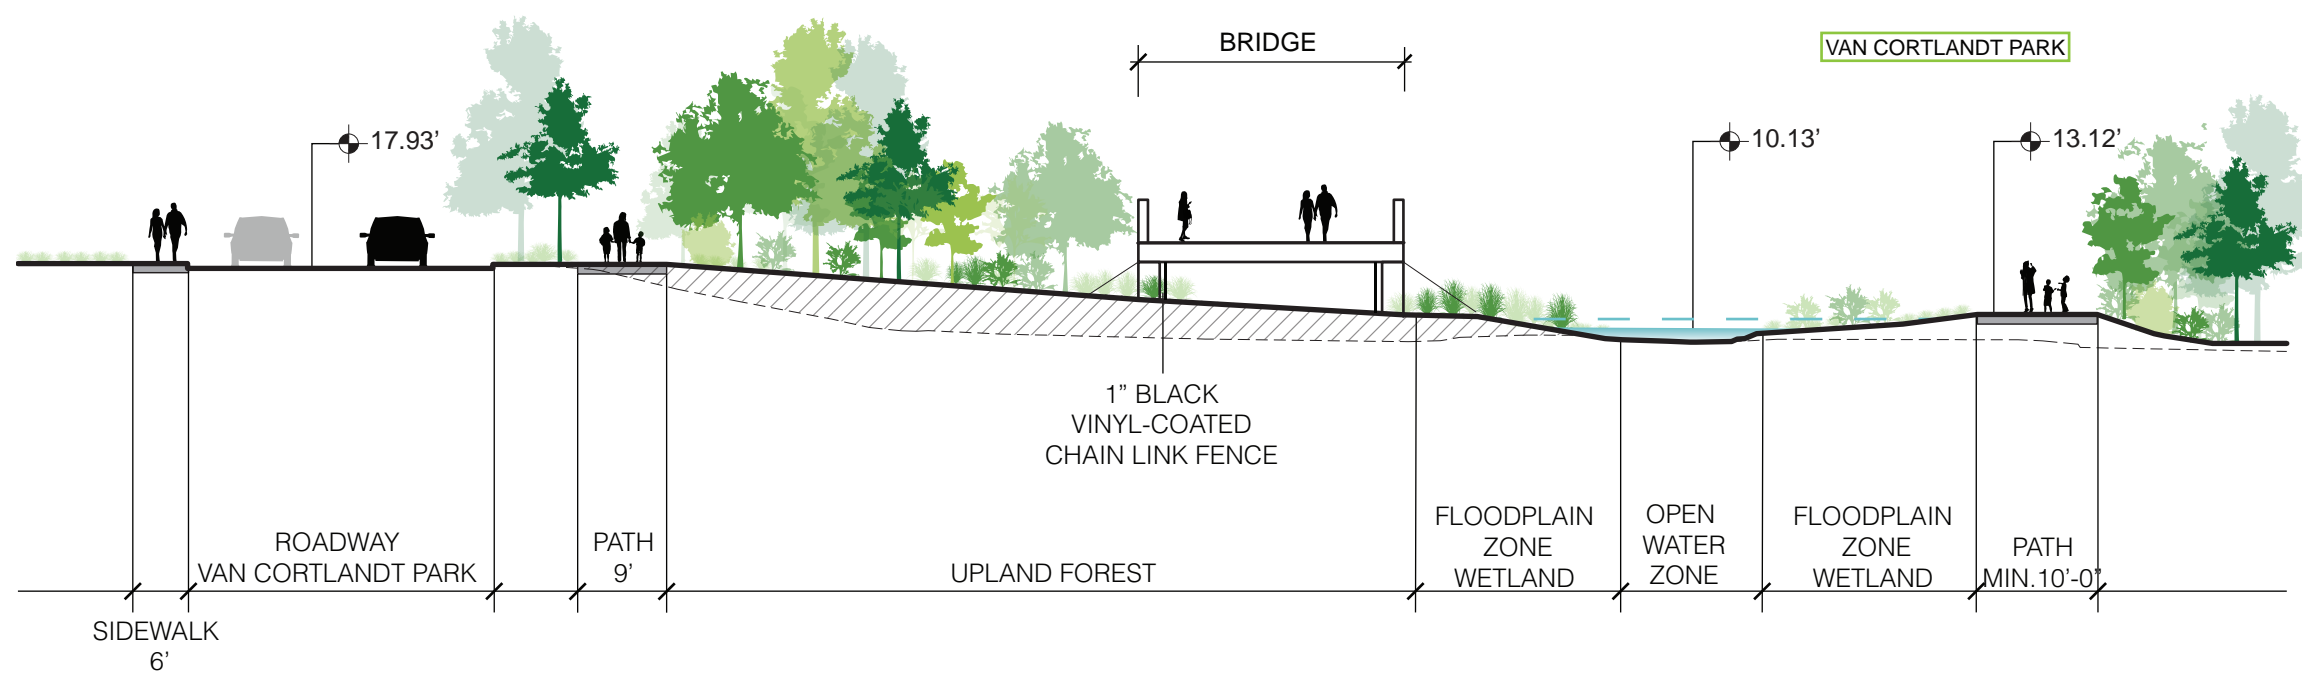 BRIDGE
VAN CORTLANDT PARK
17.93’
10.13’
13.12’
1” BLACK
VINYL-COATED
CHAIN LINK FENCE
SIDEWALK
6’
ROADWAY
VAN CORTLANDT PARK
PATH
9’
UPLAND FOREST
FLOODPLAIN
ZONE
WETLAND
OPEN
WATER
ZONE
FLOODPLAIN
ZONE
WETLAND
PATH
MIN.10’-0”